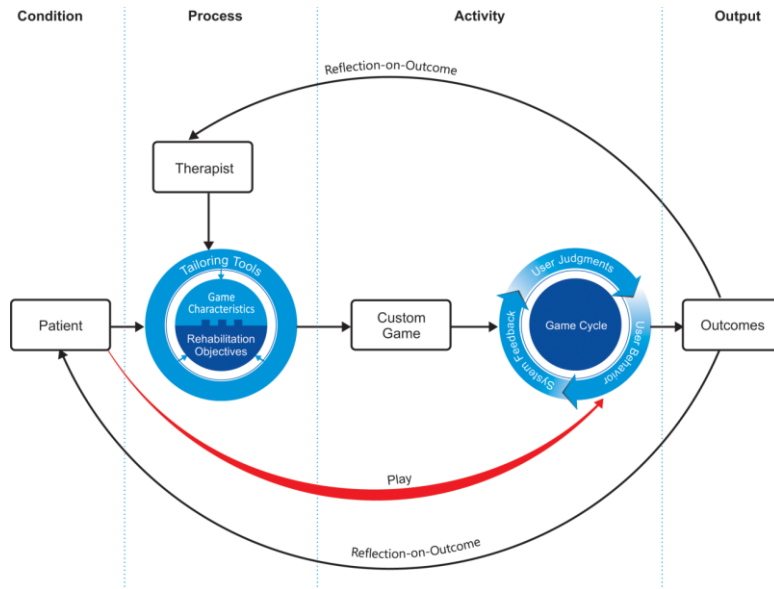 Condition
Process
Activity
Output
Reflection-on-Outcome
Therapist
Tailoring Tools
Game
Characteristics
Rehabilitation
Objectives
Patient
Custom
Game
User Judgments
User Behavior
System Feedback
Game Cycle
Outcomes
Play
Reflection-on-Outcome